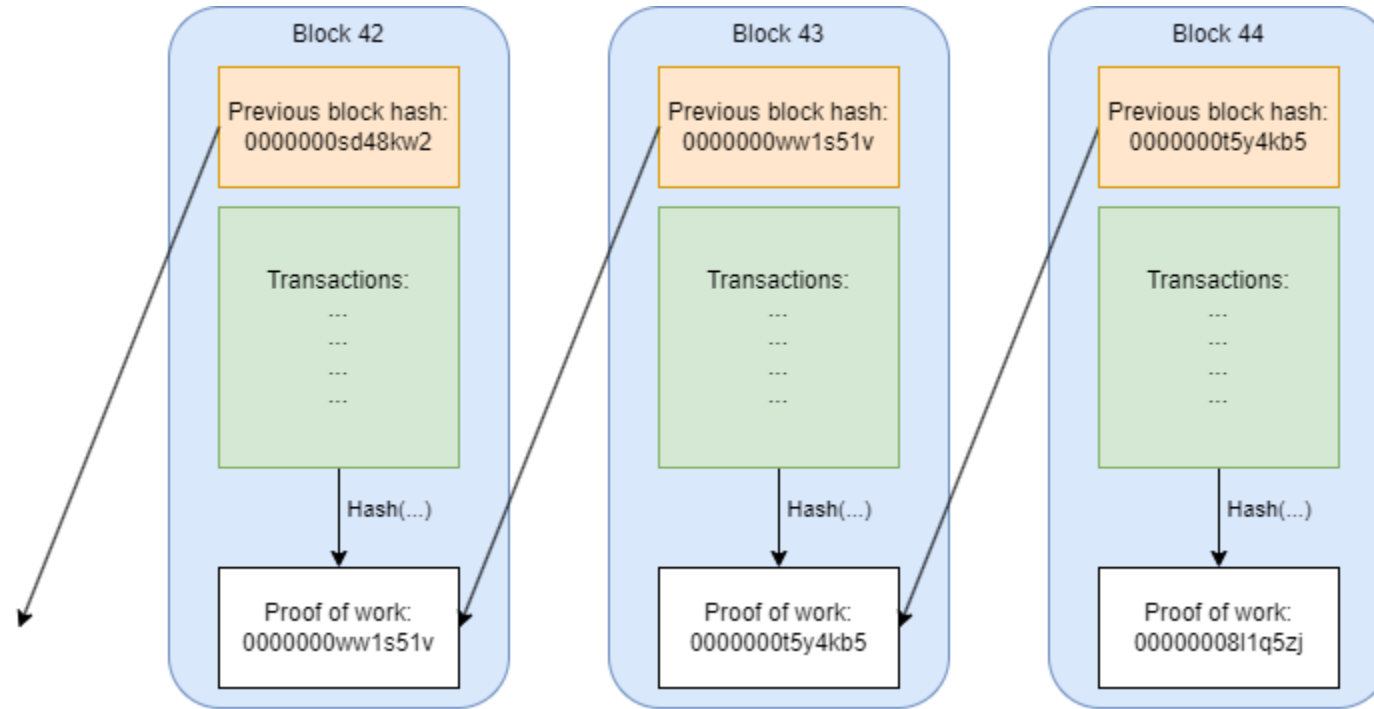 Block 42
Previous block hash:
0000000sd48kw2
Transactions:
...
...
...
...
Hash(...)
Proof of work:
0000000ww1s51v
Block 43
Previous block hash:
0000000ww1s51v
Transactions:
...
...
...
...
Hash(...)
Proof of work:
0000000t5y4kb5
Block 44
Previous block hash:
0000000t5y4kb5
Transactions:
...
...
...
...
Hash(...)
Proof of work:
00000008l1q5zj